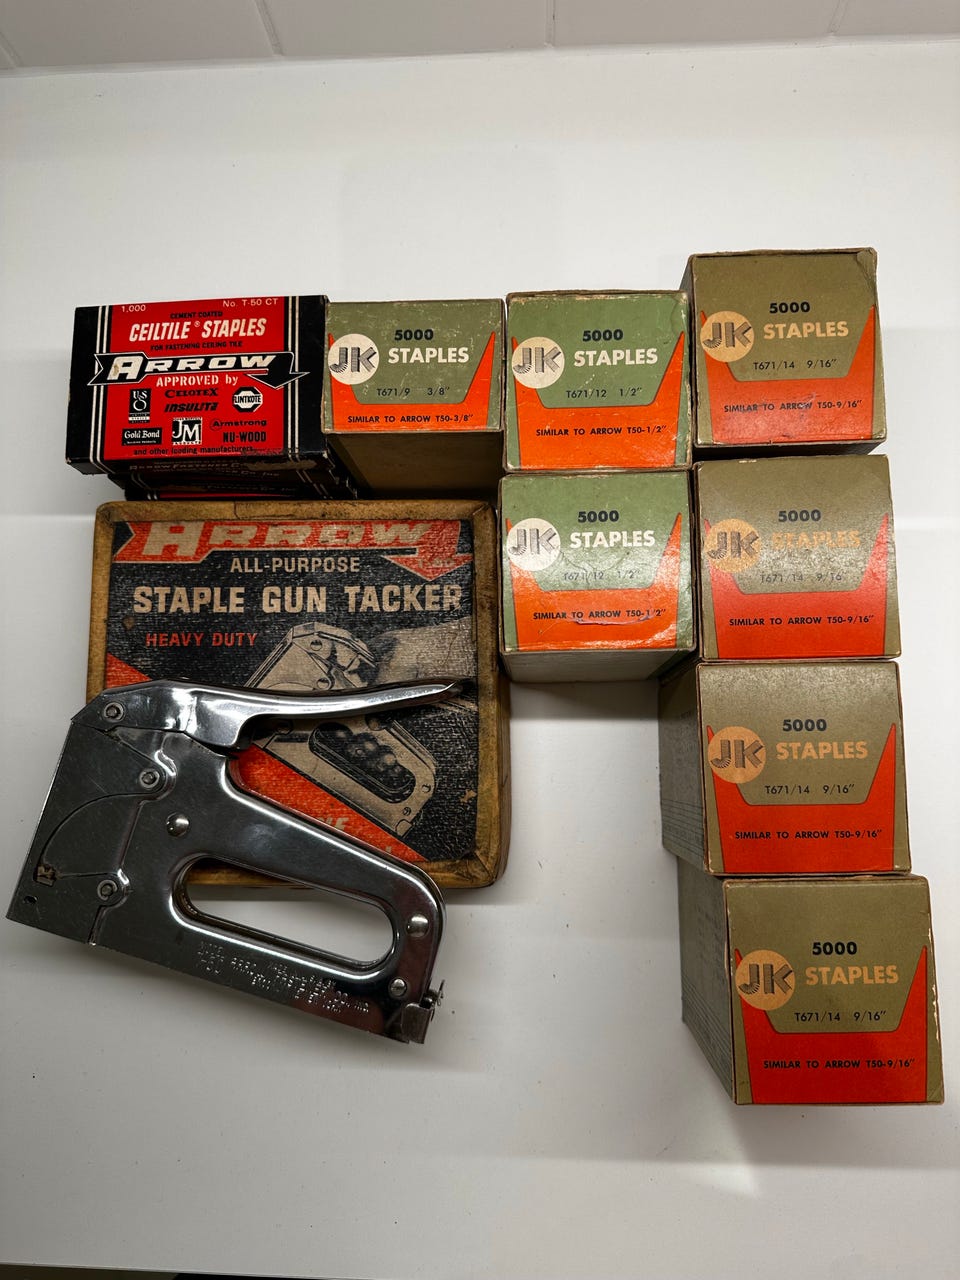 1,000 No. T-50 CT
CEMENT COATED
CEILTILE® STAPLES
FOR FASTENING CEILING TILE
ARROW
APPROVED by
USG
CELOTEX
INSULITE
FLINTKOTE
Gold Bond
JM
Armstrong
NU-WOOD
and other leading manufacturers
JK
5000
STAPLES
T671/9 3/8"
SIMILAR TO ARROW T50-3/8"
JK
5000
STAPLES
T671/12 1/2"
SIMILAR TO ARROW T50-1/2"
JK
5000
STAPLES
T671/14 9/16"
SIMILAR TO ARROW T50-9/16"
ARROW
ALL-PURPOSE
STAPLE GUN TACKER
HEAVY DUTY
JK
5000
STAPLES
T671/12 1/2"
SIMILAR TO ARROW T50-1/2"
JK
5000
STAPLES
T671/14 9/16"
SIMILAR TO ARROW T50-9/16"
JK
5000
STAPLES
T671/14 9/16"
SIMILAR TO ARROW T50-9/16"
JK
5000
STAPLES
T671/14 9/16"
SIMILAR TO ARROW T50-9/16"